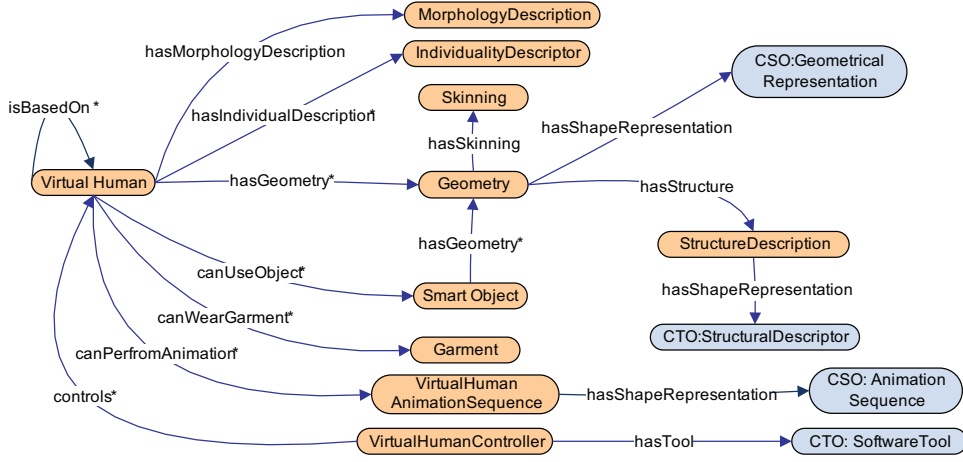 MorphologyDescription
hasMorphologyDescription
IndividualityDescriptor
CSO:Geometrical
Representation
Skinning
isBasedOn *
hasIndividualDescription*
hasShapeRepresentation
hasSkinning
Virtual Human
hasGeometry*
Geometry
hasStructure
hasGeometry*
StructureDescription
canUseObject*
Smart Object
hasShapeRepresentation
canWearGarment*
CTO:StructuralDescriptor
canPerfromAnimation*
Garment
controls*
VirtualHuman
AnimationSequence
hasShapeRepresentation
CSO: Animation
Sequence
VirtualHumanController
hasTool
CTO: SoftwareTool